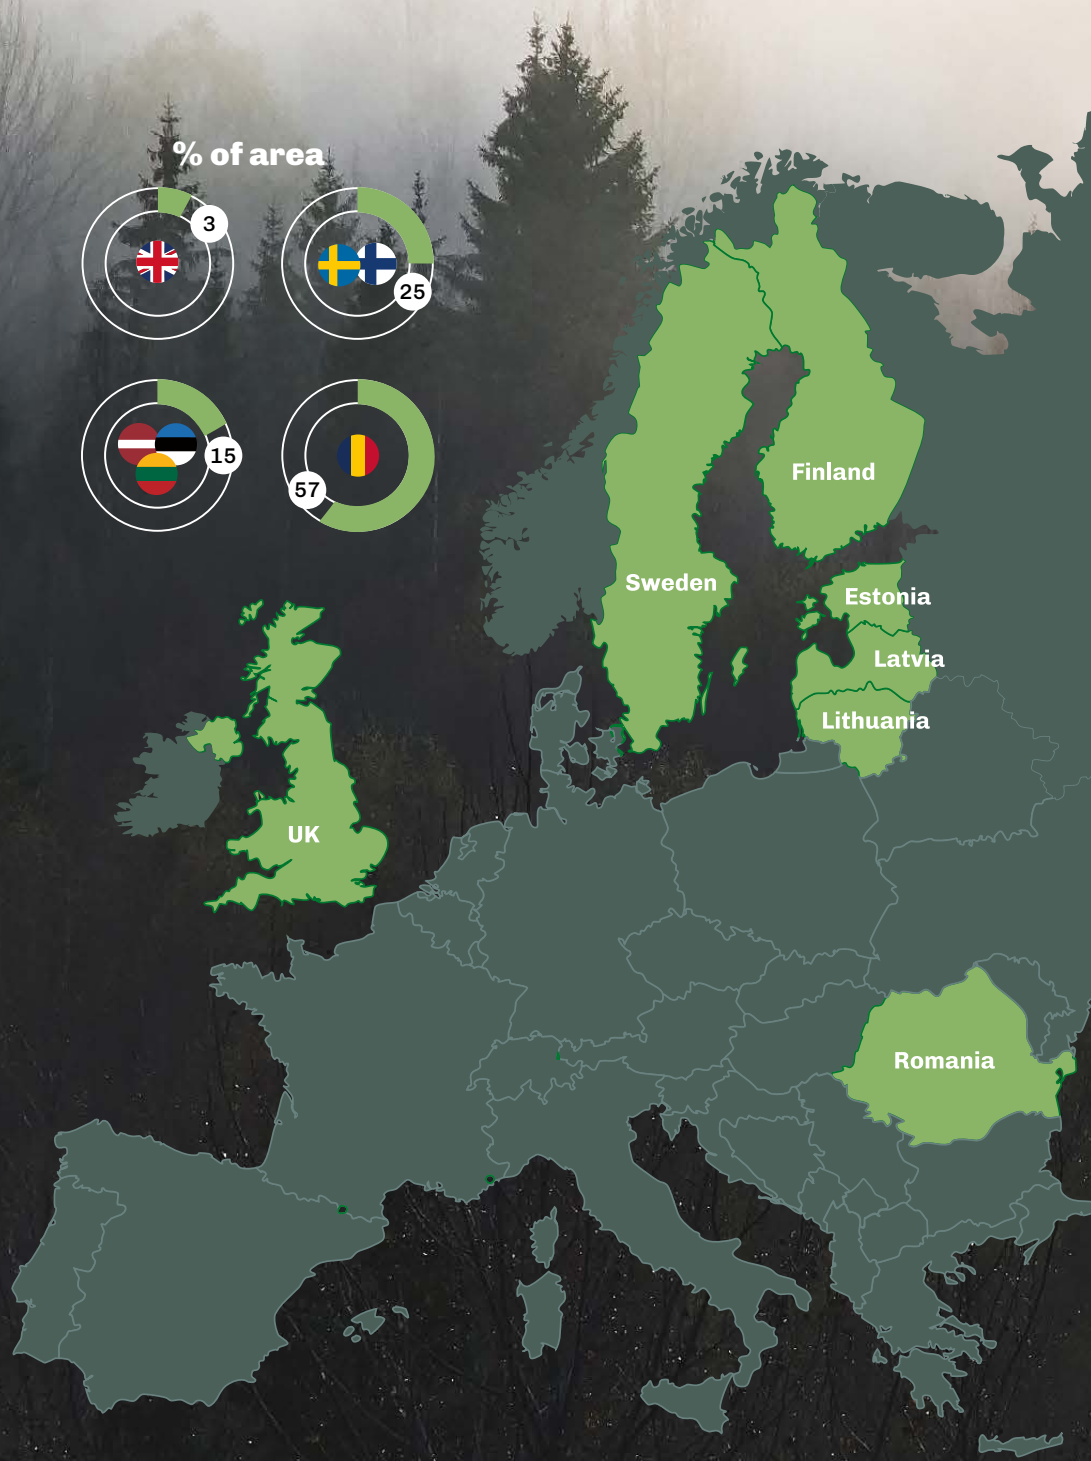 % of area
3
25
15
57
Finland
Sweden
Estonia
Latvia
Lithuania
UK
Romania